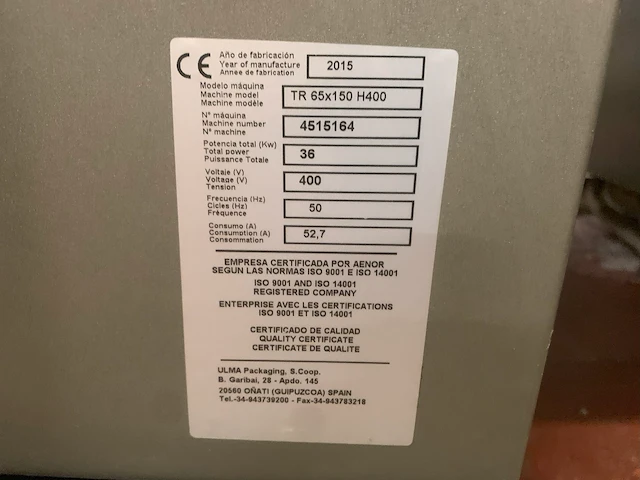 CE
Año de fabricación
Year of manufacture
Annee de fabrication
2015
Modelo máquina
Machine model
Machine modèle
TR 65x150 H400
N° máquina
Machine number
N° machine
4515164
Potencia total (Kw)
Total power
Puissance Totale
36
Voltaje (V)
Voltage (V)
Tension
400
Frecuencia (Hz)
Cicles (Hz)
Fréquence
50
Consumo (A)
Consumption (A)
Consommation
52,7
EMPRESA CERTIFICADA POR AENOR
SEGUN LAS NORMAS ISO 9001 E ISO 14001
ISO 9001 AND ISO 14001
REGISTERED COMPANY
ENTERPRISE AVEC LES CERTIFICATIONS
ISO 9001 ET ISO 14001
CERTIFICADO DE CALIDAD
QUALITY CERTIFICATE
CERTIFICATE DE QUALITE
ULMA Packaging, S.Coop.
B. Garibai, 28 - Apdo. 145
20560 OÑATI (GUIPUZCOA) SPAIN
Tel.-34-943739200 - Fax-34-943783218